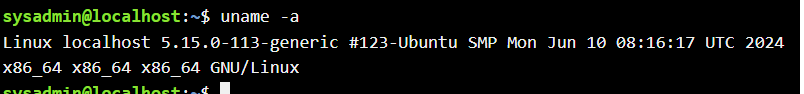 sysadmin@localhost:~$ uname -a
Linux localhost 5.15.0-113-generic #123-Ubuntu SMP Mon Jun 10 08:16:17 UTC 2024
x86_64 x86_64 x86_64 GNU/Linux
sysadmin@localhost:~$